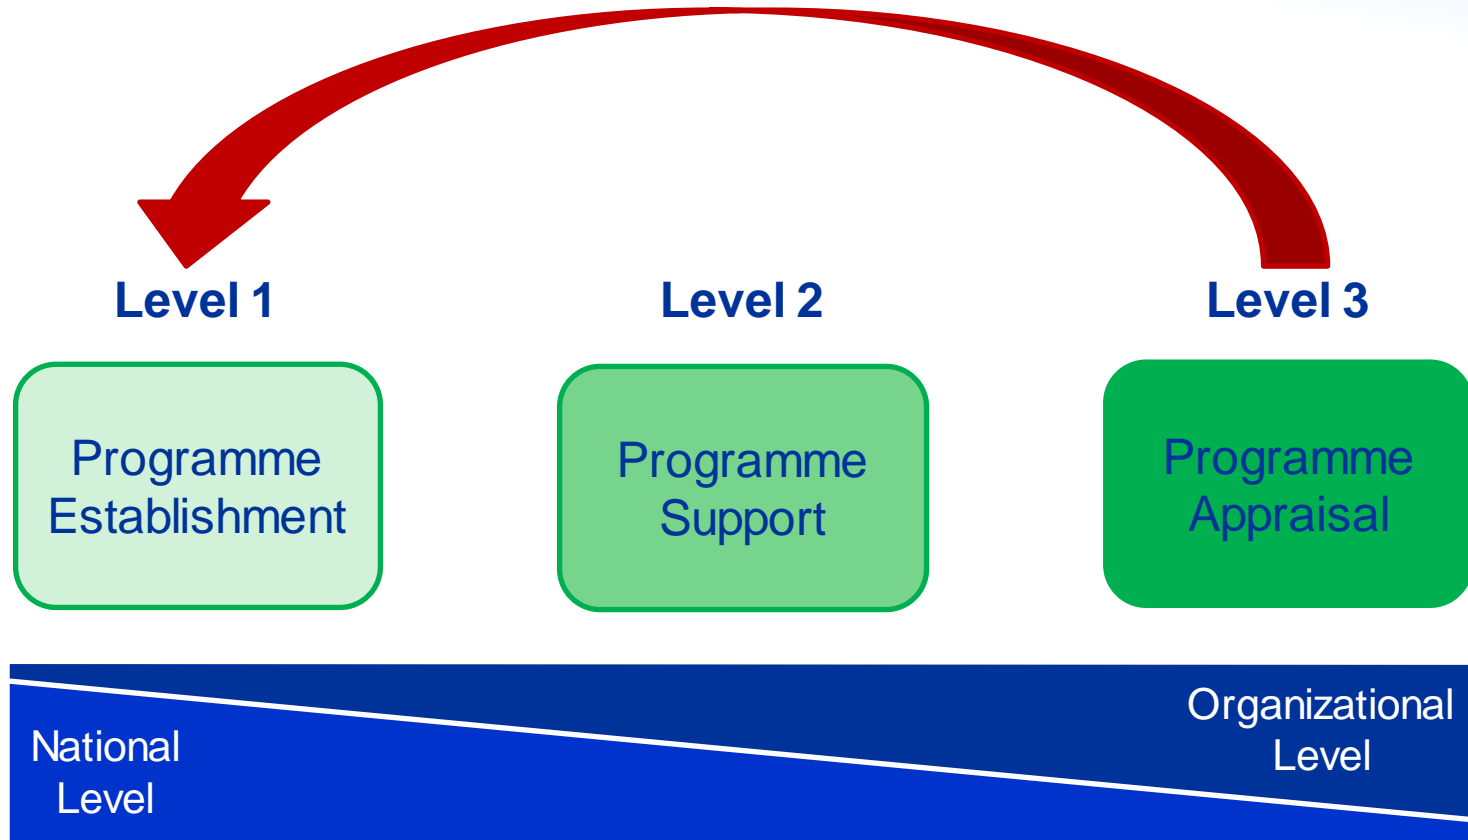 Level 1
Level 2
Level 3
Programme
Establishment
Programme
Support
Programme
Appraisal
National
Level
Organizational
Level